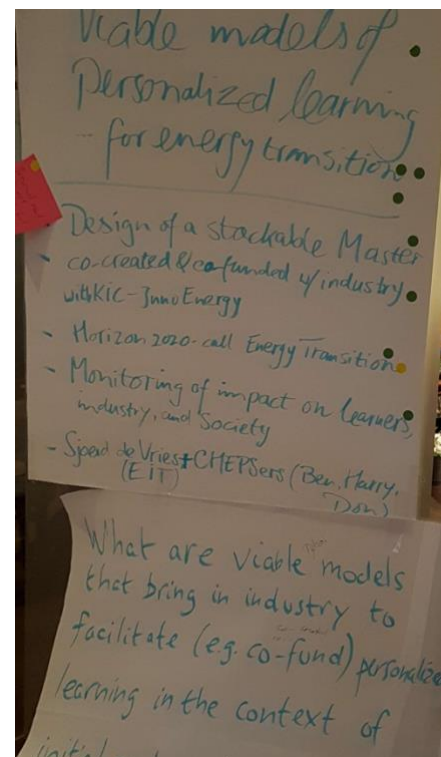 Viable models of
Personalized learning
- for energy transition
Design of a stackable Master
- co-created & co-funded w/ industry
with KIC-InnoEnergy
- Horizon 2020-call Energy Transition
- Monitoring of impact on learners,
industry, and Society
- Sjoerd de Vries + CHEPSers (Ben, Harry,
(EIT) Don)
What are viable models
that bring in industry to
facilitate (e.g. co-fund) personalize
learning in the context of